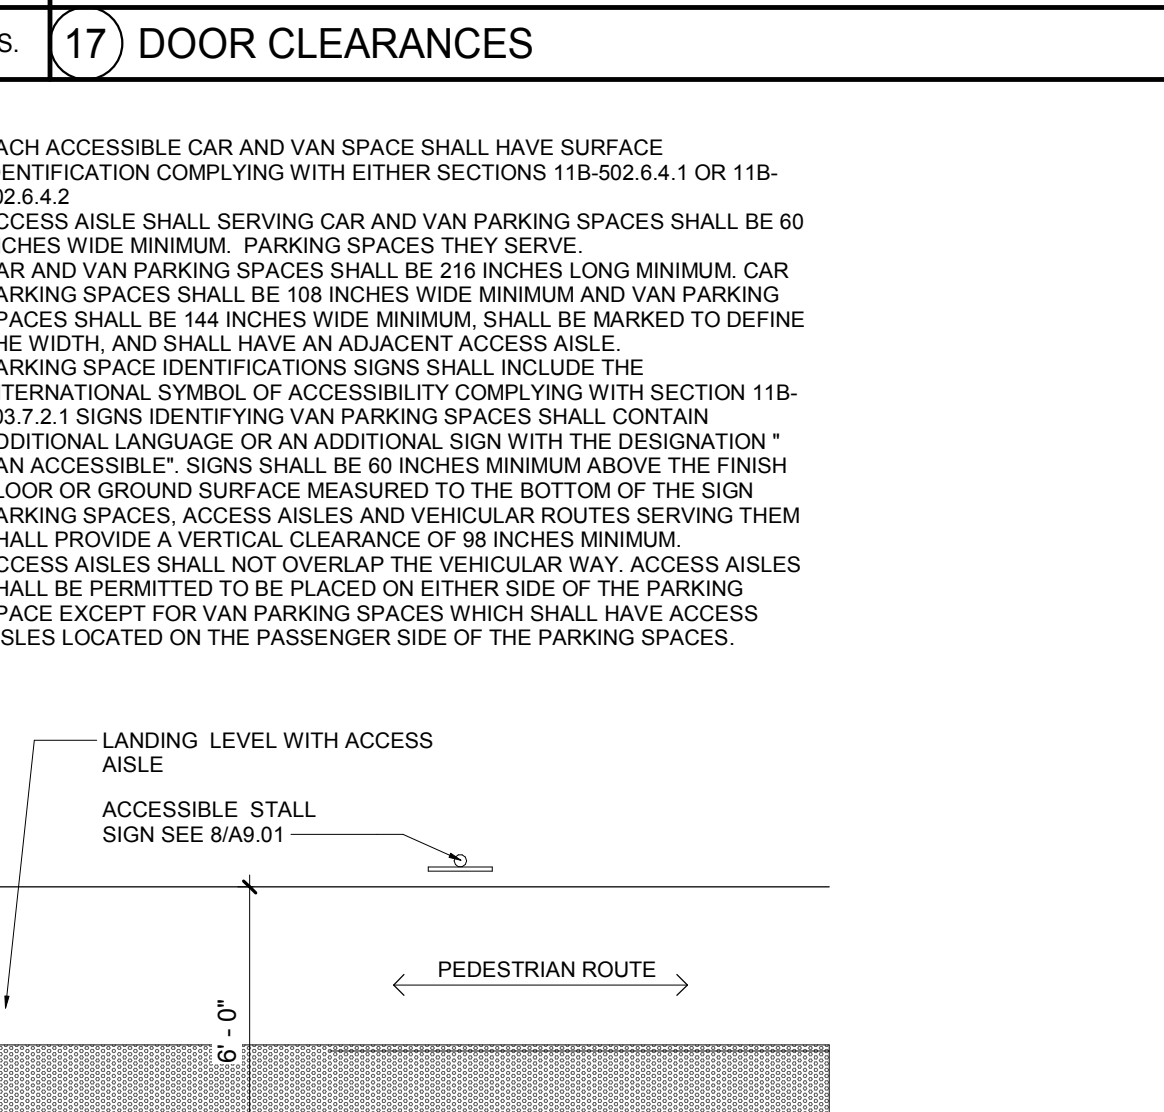 S.
17 DOOR CLEARANCES
ACH ACCESSIBLE CAR AND VAN SPACE SHALL HAVE SURFACE
DENTIFICATION COMPLYING WITH EITHER SECTIONS 11B-502.6.4.1 OR 11B-
02.6.4.2
CCESS AISLE SHALL SERVING CAR AND VAN PARKING SPACES SHALL BE 60
NCHES WIDE MINIMUM. PARKING SPACES THEY SERVE.
AR AND VAN PARKING SPACES SHALL BE 216 INCHES LONG MINIMUM. CAR
ARKING SPACES SHALL BE 108 INCHES WIDE MINIMUM AND VAN PARKING
PACES SHALL BE 144 INCHES WIDE MINIMUM, SHALL BE MARKED TO DEFINE
HE WIDTH, AND SHALL HAVE AN ADJACENT ACCESS AISLE.
ARKING SPACE IDENTIFICATIONS SIGNS SHALL INCLUDE THE
NTERNATIONAL SYMBOL OF ACCESSIBILITY COMPLYING WITH SECTION 11B-
03.7.2.1 SIGNS IDENTIFYING VAN PARKING SPACES SHALL CONTAIN
DDITIONAL LANGUAGE OR AN ADDITIONAL SIGN WITH THE DESIGNATION "
AN ACCESSIBLE". SIGNS SHALL BE 60 INCHES MINIMUM ABOVE THE FINISH
LOOR OR GROUND SURFACE MEASURED TO THE BOTTOM OF THE SIGN
ARKING SPACES, ACCESS AISLES AND VEHICULAR ROUTES SERVING THEM
HALL PROVIDE A VERTICAL CLEARANCE OF 98 INCHES MINIMUM.
CCESS AISLES SHALL NOT OVERLAP THE VEHICULAR WAY. ACCESS AISLES
HALL BE PERMITTED TO BE PLACED ON EITHER SIDE OF THE PARKING
PACE EXCEPT FOR VAN PARKING SPACES WHICH SHALL HAVE ACCESS
ISLES LOCATED ON THE PASSENGER SIDE OF THE PARKING SPACES.
LANDING LEVEL WITH ACCESS
AISLE
ACCESSIBLE STALL
SIGN SEE 8/A9.01
PEDESTRIAN ROUTE
6' - 0"